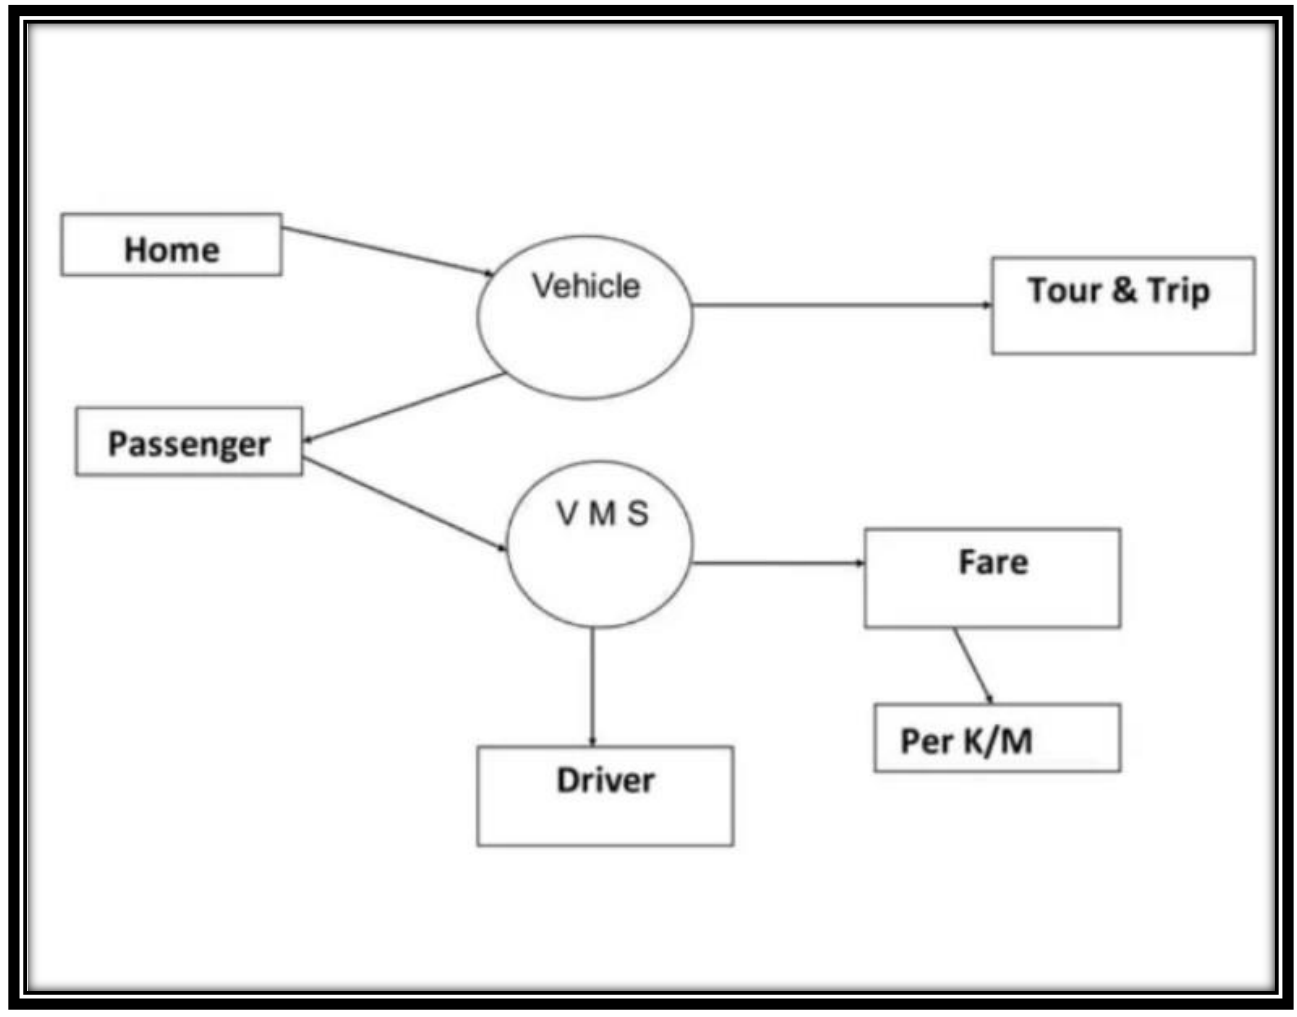 Home
Vehicle
Tour & Trip
Passenger
V M S
Fare
Per K/M
Driver